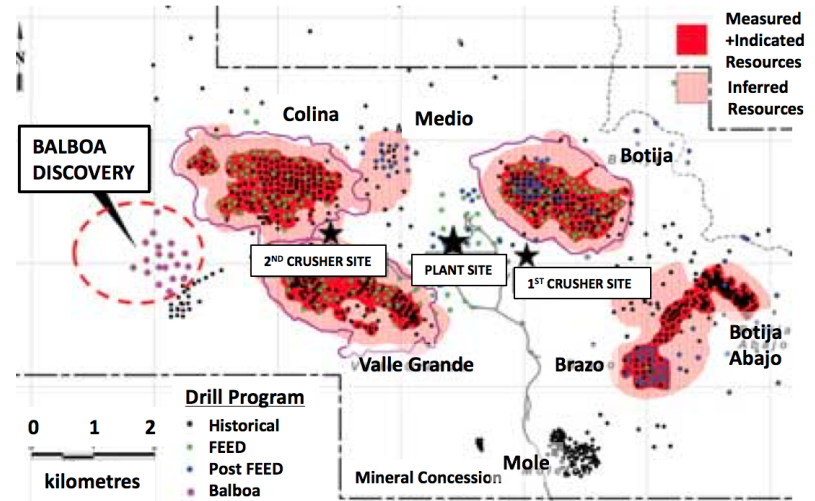 N
Measured
+Indicated
Resources
Inferred
Resources
Colina
Medio
BALBOA
DISCOVERY
Botija
2ND CRUSHER SITE
PLANT SITE
1ST CRUSHER SITE
Botija
Abajo
Valle Grande
Brazo
Drill Program
Historical
FEED
Post FEED
Balboa
0 1 2
kilometres
Mole
Mineral Concession